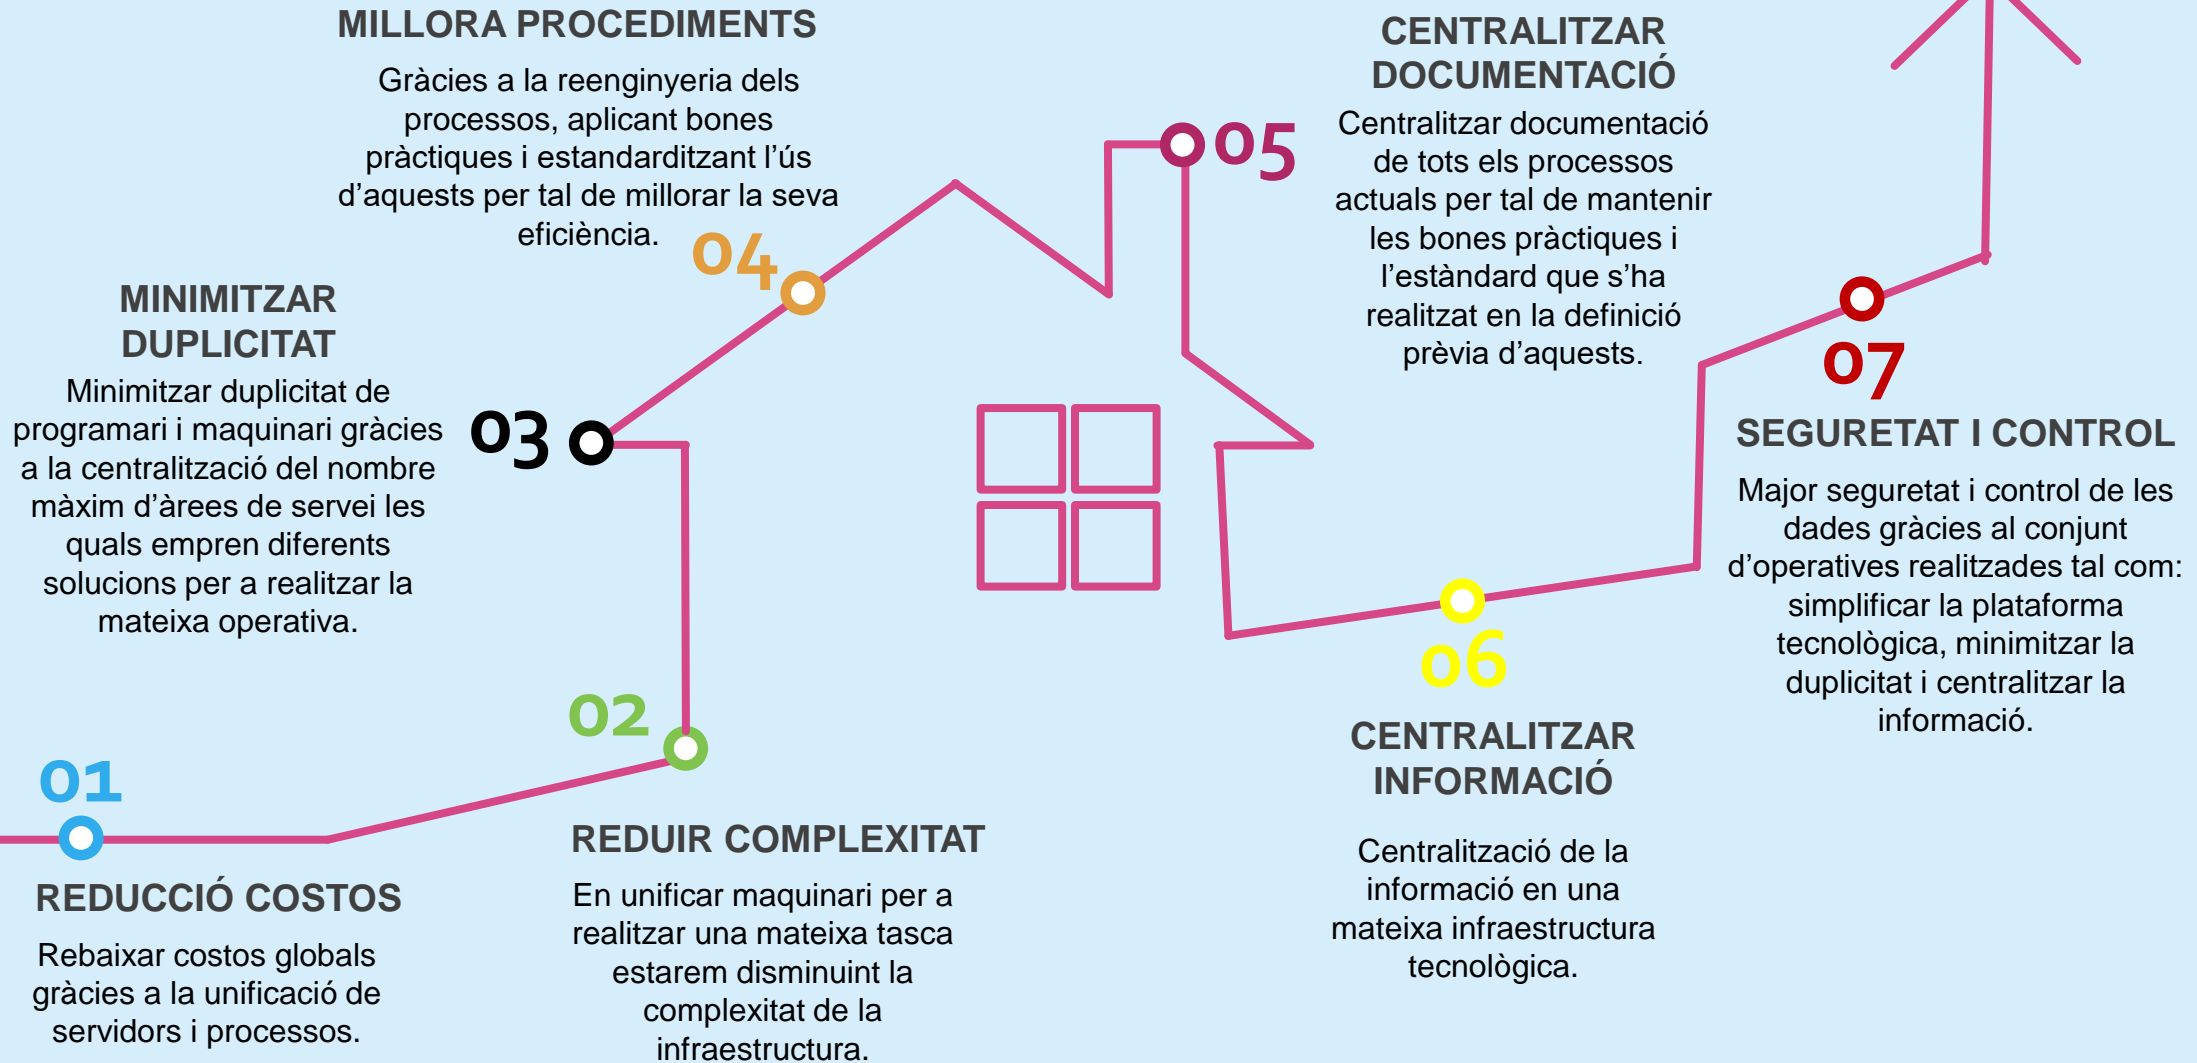 01
REDUCCIÓ COSTOS
Rebaixar costos globals
gràcies a la unificació de
servidors i processos.
02
REDUIR COMPLEXITAT
En unificar maquinari per a
realitzar una mateixa tasca
estarem disminuint la
complexitat de la
infraestructura.
03
MINIMITZAR
DUPLICITAT
Minimitzar duplicitat de
programari i maquinari gràcies
a la centralització del nombre
màxim d’àrees de servei les
quals empren diferents
solucions per a realitzar la
mateixa operativa.
04
MILLORA PROCEDIMENTS
Gràcies a la reenginyeria dels
processos, aplicant bones
pràctiques i estandarditzant l’ús
d’aquests per tal de millorar la seva
eficiència.
05
CENTRALITZAR
DOCUMENTACIÓ
Centralitzar documentació
de tots els processos
actuals per tal de mantenir
les bones pràctiques i
l’estàndard que s’ha
realitzat en la definició
prèvia d’aquests.
06
CENTRALITZAR
INFORMACIÓ
Centralització de la
informació en una
mateixa infraestructura
tecnològica.
07
SEGURETAT I CONTROL
Major seguretat i control de les
dades gràcies al conjunt
d’operatives realitzades tal com:
simplificar la plataforma
tecnològica, minimitzar la
duplicitat i centralitzar la
informació.